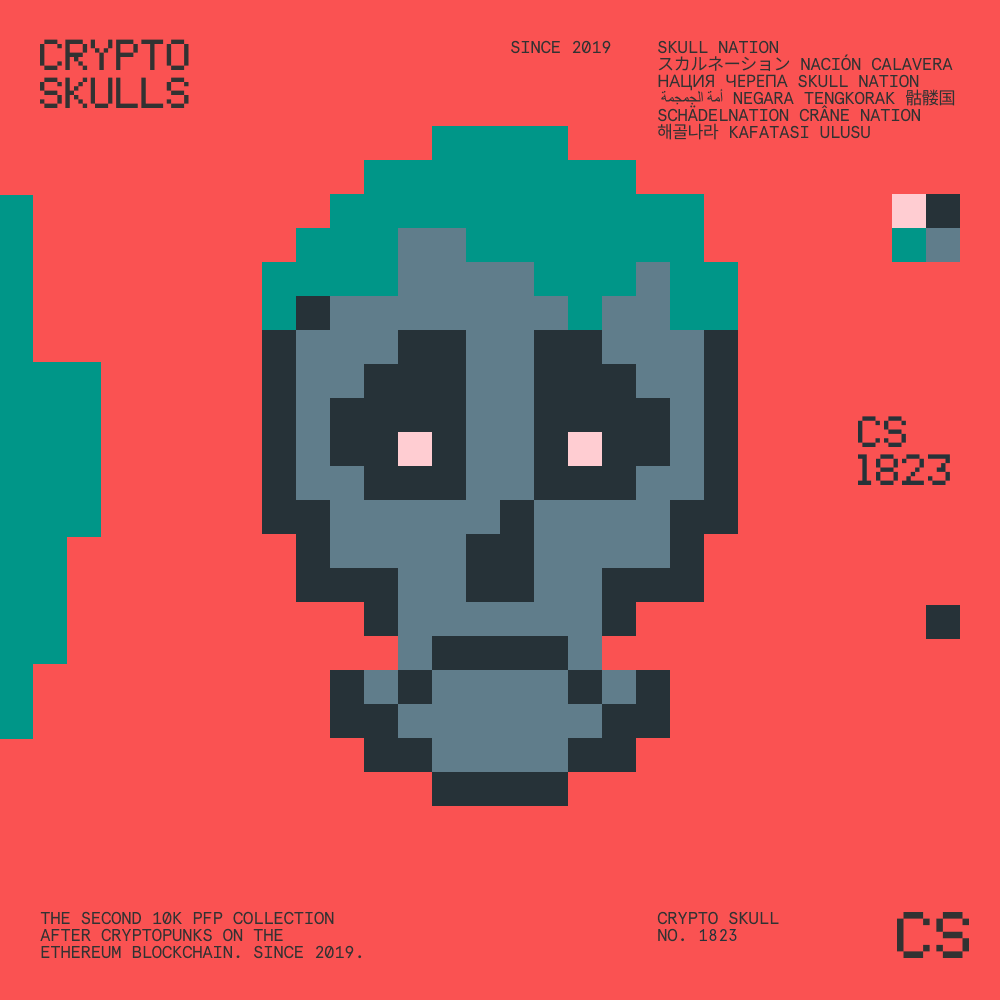 CRYPTO
SKULLS
SINCE 2019
SKULL NATION
スカルネーション NACIÓN CALAVERA
НАЦИЯ ЧЕРЕПА SKULL NATION
أمة الجمجمة NEGARA TENGKORAK 骷髅国
SCHÄDELNATION CRÂNE NATION
해골나라 KAFATASI ULUSU
CS
1823
THE SECOND 10K PFP COLLECTION
AFTER CRYPTOPUNKS ON THE
ETHEREUM BLOCKCHAIN. SINCE 2019.
CRYPTO SKULL
NO. 1823
CS